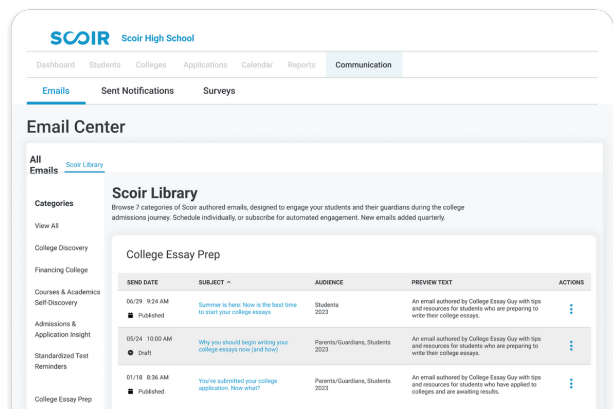 SCOIR Scoir High School
Dashboard Students Colleges Applications Calendar Reports Communication
Emails Sent Notifications Surveys
Email Center
All
Emails Scoir Library
Categories
View All
College Discovery
Financing College
Courses & Academics
Self-Discovery
Admissions &
Application Insight
Standardized Test
Reminders
College Essay Prep
Scoir Library
Browse 7 categories of Scoir authored emails, designed to engage your students and their guardians during the college
admissions journey. Schedule individually, or subscribe for automated engagement. New emails added quarterly.
College Essay Prep
SEND DATE SUBJECT AUDIENCE PREVIEW TEXT ACTIONS
06/29 9:24 AM
Published
Summer is here: Now is the best time
to start your college essays
Students
2023
An email authored by College Essay Guy with tips
and resources for students who are preparing to
write their college essays.
05/24 10:00 AM
Draft
Why you should begin writing your
college essays now (and how)
Parents/Guardians, Students
2023
An email authored by College Essay Guy with tips
and resources for students who are preparing to
write their college essays.
01/18 8:36 AM
Published
You've submitted your college
application. Now what?
Parents/Guardians, Students
2023
An email authored by College Essay Guy with tips
and resources for students who have applied to
colleges and are awaiting results.